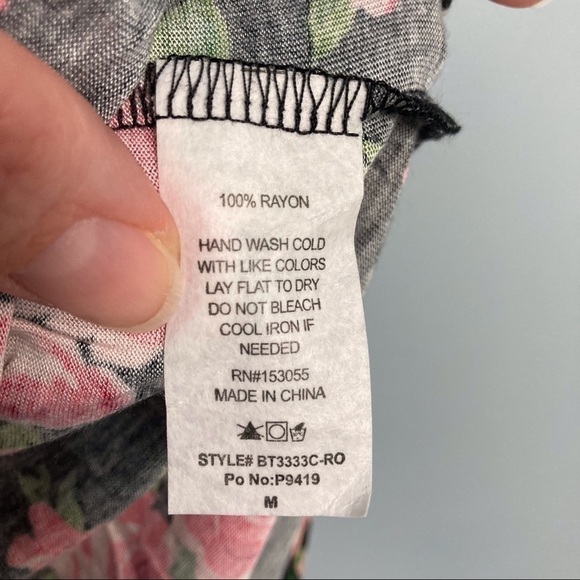 100% RAYON
HAND WASH COLD
WITH LIKE COLORS
LAY FLAT TO DRY
DO NOT BLEACH
COOL IRON IF
NEEDED
RN#153055
MADE IN CHINA
STYLE# BT3333C-RO
Po No:P9419
M